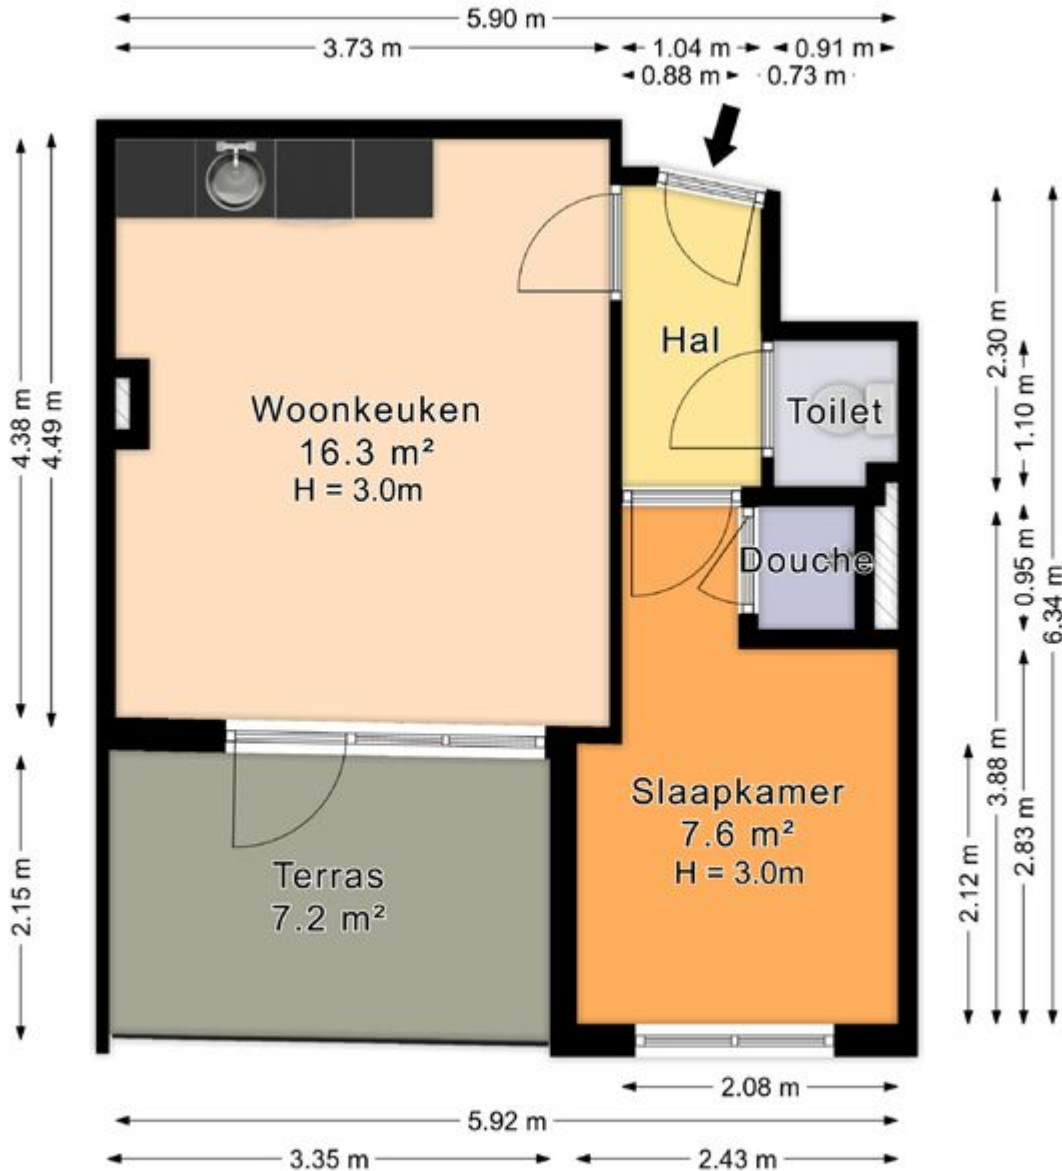 5.90 m
3.73 m
1.04 m
0.91 m
0.88 m
0.73 m
Hal
Toilet
Woonkeuken
16.3 m²
H = 3.0m
Douche
Slaapkamer
7.6 m²
H = 3.0m
Terras
7.2 m²
4.38 m
4.49 m
2.15 m
2.30 m
1.10 m
0.95 m
6.34 m
3.88 m
2.83 m
2.12 m
2.08 m
5.92 m
3.35 m
2.43 m